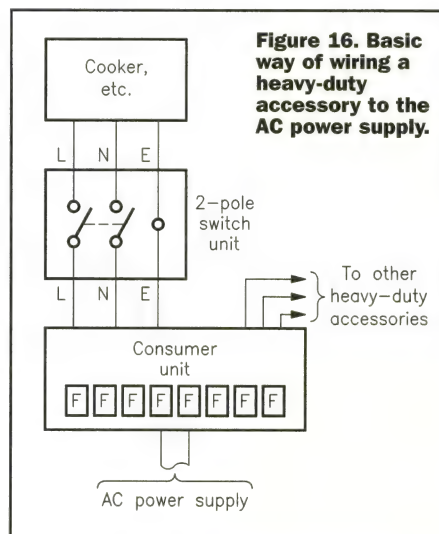 Figure 16. Basic
way of wiring a
heavy-duty
accessory to the
AC power supply.
Cooker,
etc.
L N E
2-pole
switch
unit
L N E
To other
heavy-duty
accessories
Consumer
unit
F F F F F F F F
AC power supply